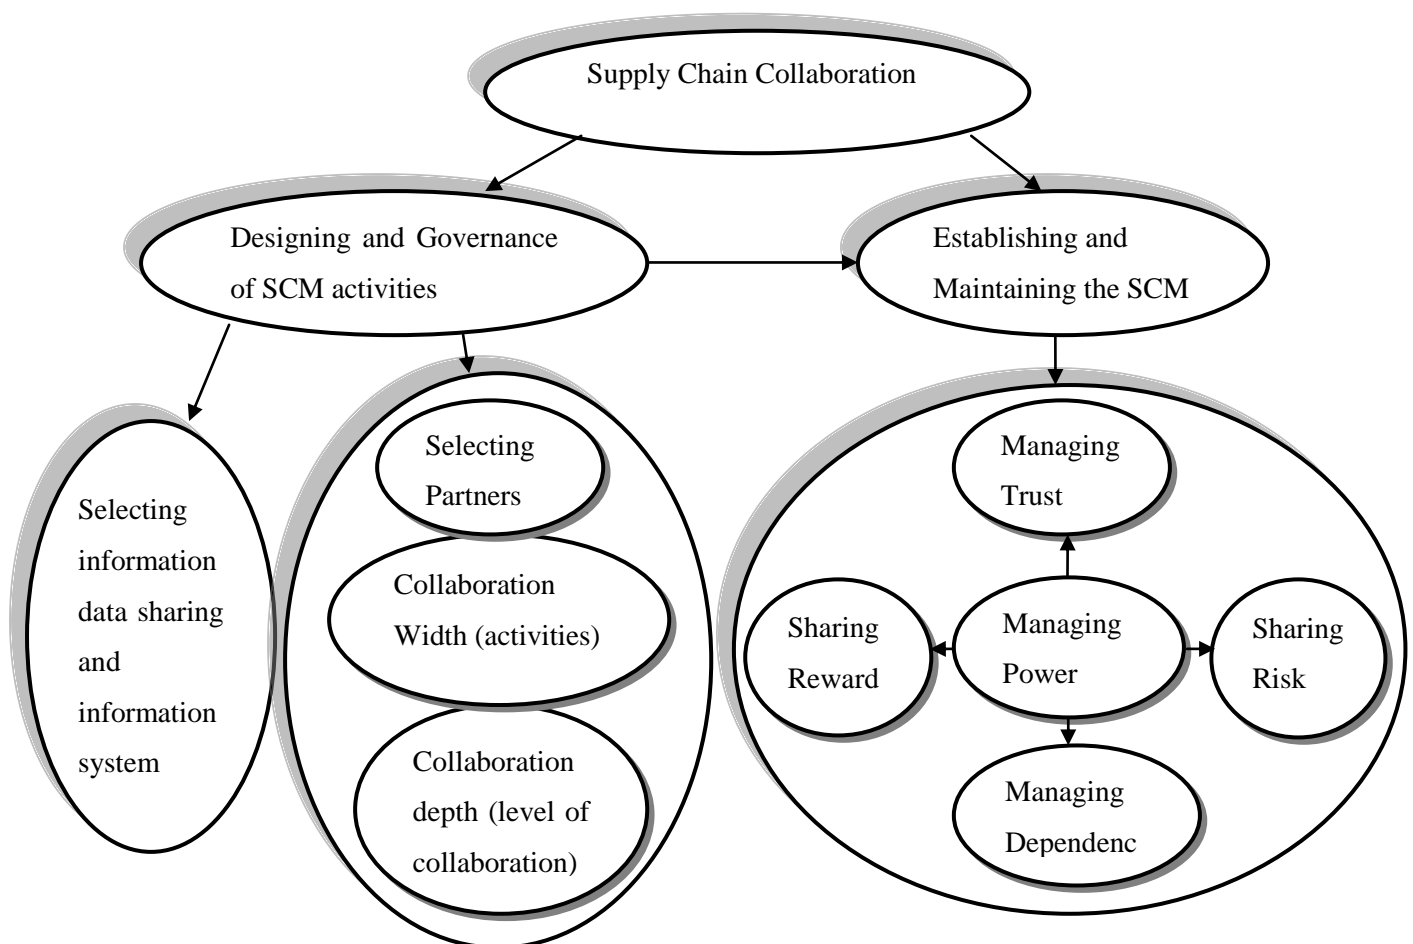 Supply Chain Collaboration
Designing and Governance
of SCM activities
Establishing and
Maintaining the SCM
Selecting
information
data sharing
and
information
system
Selecting
Partners
Collaboration
Width (activities)
Collaboration
depth (level of
collaboration)
Managing
Trust
Sharing
Reward
Managing
Power
Sharing
Risk
Managing
Dependenc